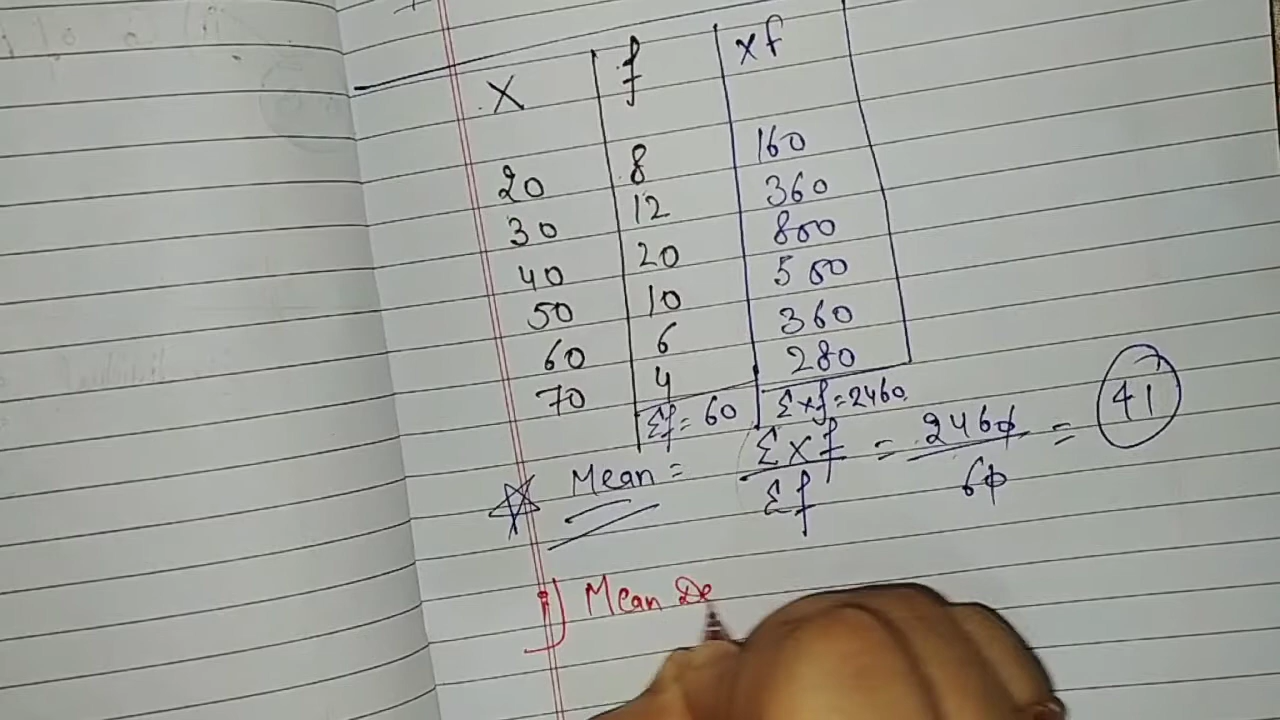 X f xf
20 8 160
30 12 360
40 20 800
50 10 500
60 6 360
70 4 280
Σf = 60 Σxf = 2460
Mean = Σxf / Σf = 2460 / 60 = 41
i) Mean De